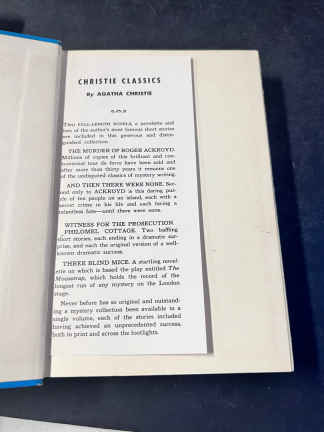 CHRISTIE CLASSICS
By AGATHA CHRISTIE
Two FULL-LENGTH NOVELS, a novelette and
two of the author's most famous short stories
are included in this generous and distin-
guished collection.
THE MURDER OF ROGER ACKROYD.
Millions of copies of this brilliant and con-
troversial tour de force have been sold and
after more than thirty years it remains one
of the undisputed classics of mystery writing.
AND THEN THERE WERE NONE. Sec-
ond only to ACKROYD is this daring puz-
zle of ten people on an island, each with a
secret crime in his life and each facing a
relentless fate—until there were none.
WITNESS FOR THE PROSECUTION
PHILOMEL COTTAGE. Two baffling
short stories, each ending in a dramatic sur-
prise, and each the original version of a well-
known dramatic success.
THREE BLIND MICE. A startling novel-
ette on which is based the play entitled The
Mousetrap, which holds the record of the
longest run of any mystery on the London
stage.
Never before has so original and outstand-
ing a mystery collection been available in a
single volume, each of the stories included
having achieved an unprecedented success,
both in print and across the footlights.